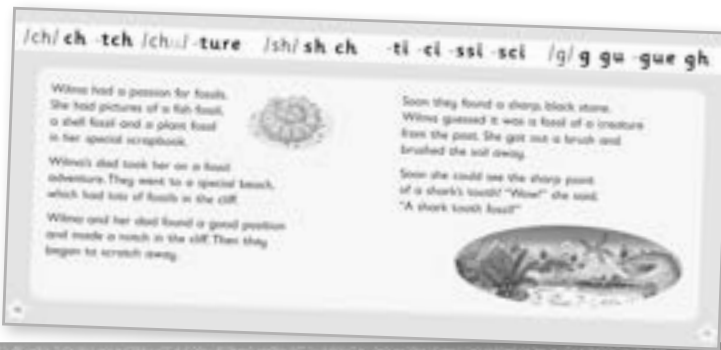 /ch/ ch -tch /ch / -ture /sh/ sh ch -ti -ci -ssi -sci /g/ g gu -gue gh
Wilma had a passion for fossils.
She had pictures of a fish fossil,
a shell fossil and a plant fossil
in her special scrapbook.
Wilma's dad took her on a fossil
adventure. They went to a special beach,
which had lots of fossils in the cliff.
Wilma and her dad found a good position
and made a notch in the cliff. Then they
began to scratch away.
Soon they found a sharp, black stone.
Wilma guessed it was a fossil of a creature
from the past. She got out a brush and
brushed the soil away.
Soon she could see the sharp point
of a shark's tooth! "Wow!" she said.
"A shark tooth fossil!"